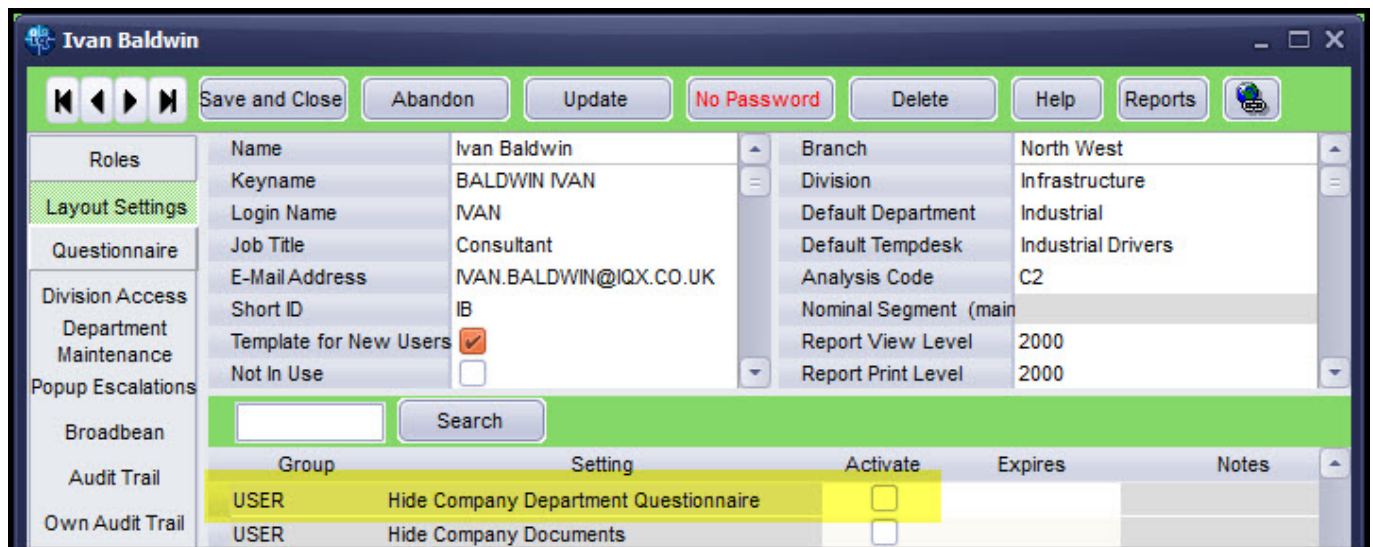 Ivan Baldwin
Save and Close Abandon Update No Password Delete Help Reports
Roles
Layout Settings
Questionnaire
Division Access
Department
Maintenance
Popup Escalations
Broadbean
Audit Trail
Own Audit Trail
Name Ivan Baldwin
Keyname BALDWIN IVAN
Login Name IVAN
Job Title Consultant
E-Mail Address IVAN.BALDWIN@IQX.CO.UK
Short ID IB
Template for New Users
Not In Use
Branch North West
Division Infrastructure
Default Department Industrial
Default Tempdesk Industrial Drivers
Analysis Code C2
Nominal Segment (main
Report View Level 2000
Report Print Level 2000
Search
Group Setting Activate Expires Notes
USER Hide Company Department Questionnaire
USER Hide Company Documents